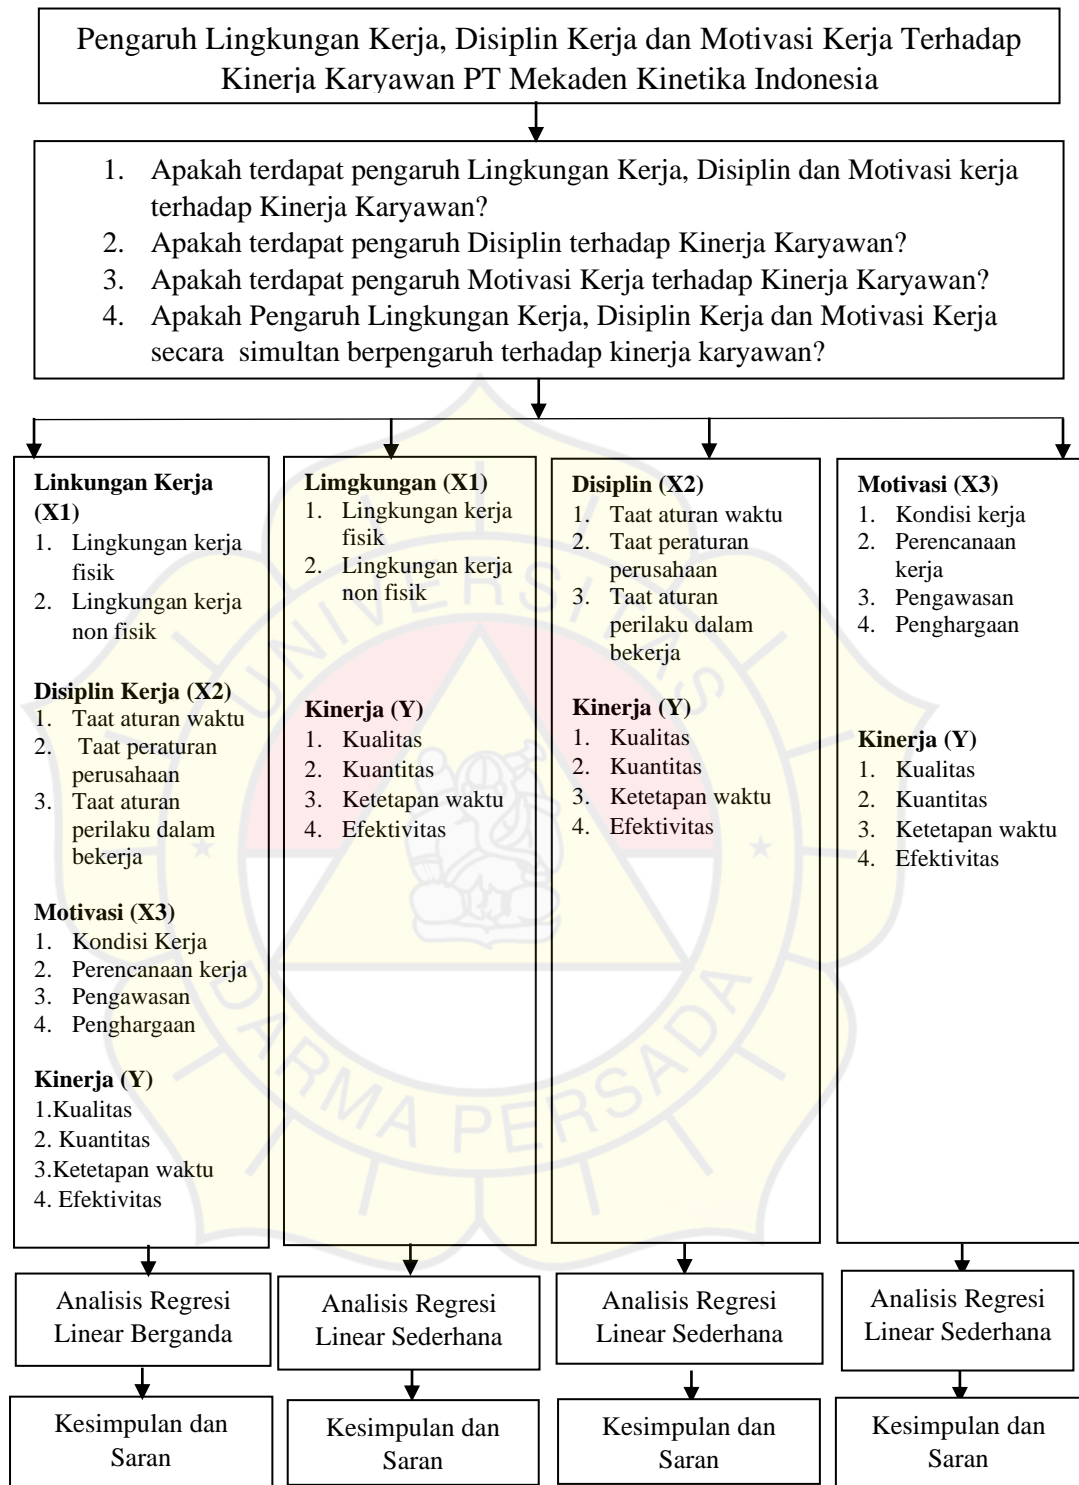 Pengaruh Lingkungan Kerja, Disiplin Kerja dan Motivasi Kerja Terhadap
Kinerja Karyawan PT Mekaden Kinetika Indonesia
1. Apakah terdapat pengaruh Lingkungan Kerja, Disiplin dan Motivasi kerja
terhadap Kinerja Karyawan?
2. Apakah terdapat pengaruh Disiplin terhadap Kinerja Karyawan?
3. Apakah terdapat pengaruh Motivasi Kerja terhadap Kinerja Karyawan?
4. Apakah Pengaruh Lingkungan Kerja, Disiplin Kerja dan Motivasi Kerja
secara simultan berpengaruh terhadap kinerja karyawan?
Linkungan Kerja
(X1)
1. Lingkungan kerja
fisik
2. Lingkungan kerja
non fisik
Disiplin Kerja (X2)
1. Taat aturan waktu
2. Taat peraturan
perusahaan
3. Taat aturan
perilaku dalam
bekerja
Motivasi (X3)
1. Kondisi Kerja
2. Perencanaan kerja
3. Pengawasan
4. Penghargaan
Kinerja (Y)
1.Kualitas
2. Kuantitas
3.Ketetapan waktu
4. Efektivitas
Limgkungan (X1)
1. Lingkungan kerja
fisik
2. Lingkungan kerja
non fisik
Kinerja (Y)
1. Kualitas
2. Kuantitas
3. Ketetapan waktu
4. Efektivitas
Disiplin (X2)
1. Taat aturan waktu
2. Taat peraturan
perusahaan
3. Taat aturan
perilaku dalam
bekerja
Kinerja (Y)
1. Kualitas
2. Kuantitas
3. Ketetapan waktu
4. Efektivitas
Motivasi (X3)
1. Kondisi kerja
2. Perencanaan
kerja
3. Pengawasan
4. Penghargaan
Kinerja (Y)
1. Kualitas
2. Kuantitas
3. Ketetapan waktu
4. Efektivitas
UNIVERSITAS
DARMA PERSADA
Analisis Regresi
Linear Berganda
Analisis Regresi
Linear Sederhana
Analisis Regresi
Linear Sederhana
Analisis Regresi
Linear Sederhana
Kesimpulan dan
Saran
Kesimpulan dan
Saran
Kesimpulan dan
Saran
Kesimpulan dan
Saran